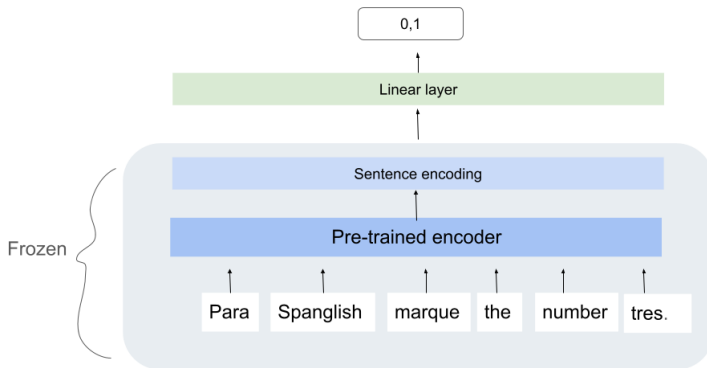 0,1
Linear layer
Sentence encoding
Frozen
Pre-trained encoder
Para Spanglish marque the number tres.